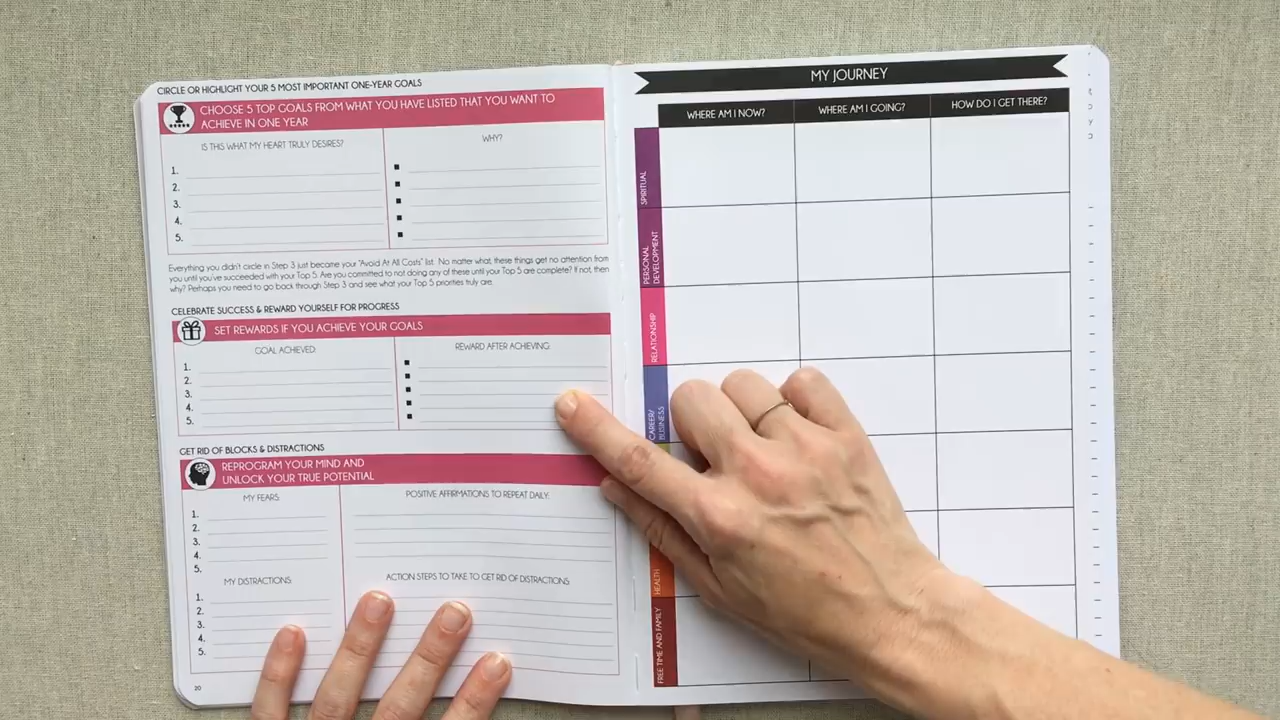 CIRCLE OR HIGHLIGHT YOUR 5 MOST IMPORTANT ONE-YEAR GOALS
CHOOSE 5 TOP GOALS FROM WHAT YOU HAVE LISTED THAT YOU WANT TO
ACHIEVE IN ONE YEAR
IS THIS WHAT MY HEART TRULY DESIRES?
WHY?
1.
2.
3.
4.
5.
Everything you didn't circle in Step 3 just became your "Avoid At All Costs" list. No matter what, these things get no attention from
you until you've succeeded with your Top 5. Are you committed to not doing any of these until your Top 5 are complete? If not, then
why? Perhaps you need to go back through Step 3 and see what your Top 5 priorities truly are.
CELEBRATE SUCCESS & REWARD YOURSELF FOR PROGRESS
SET REWARDS IF YOU ACHIEVE YOUR GOALS
GOAL ACHIEVED:
REWARD AFTER ACHIEVING:
1.
2.
3.
4.
5.
GET RID OF BLOCKS & DISTRACTIONS
REPROGRAM YOUR MIND AND
UNLOCK YOUR TRUE POTENTIAL
MY FEARS:
1.
2.
3.
4.
5.
POSITIVE AFFIRMATIONS TO REPEAT DAILY:
MY DISTRACTIONS:
1.
2.
3.
4.
5.
ACTION STEPS TO TAKE TO GET RID OF DISTRACTIONS:
20
MY JOURNEY
WHERE AM I NOW?
WHERE AM I GOING?
HOW DO I GET THERE?
SPIRITUAL
PERSONAL
DEVELOPMENT
RELATIONSHIP
CAREER/
BUSINESS
HEALTH
FREE TIME AND FAMILY